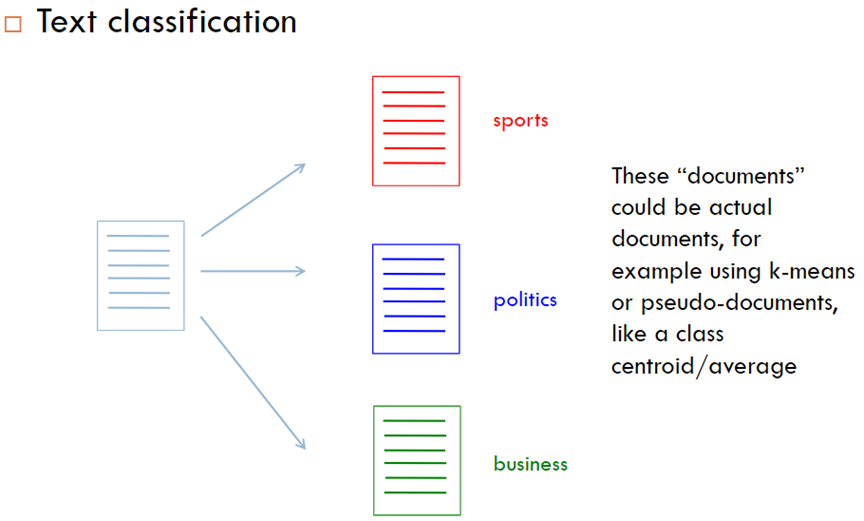 Text classification
sports
These “documents”
could be actual
documents, for
example using k-means
or pseudo-documents,
like a class
centroid/average
politics
business